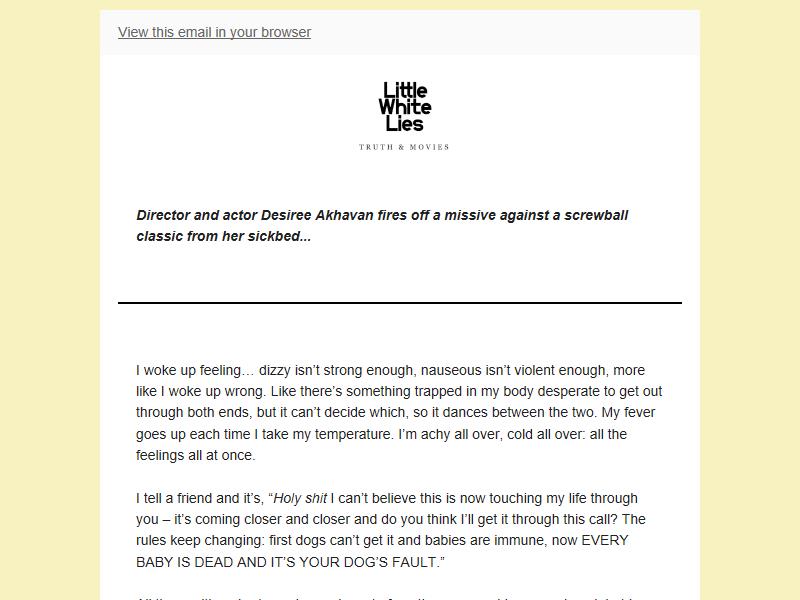 View this email in your browser
Little
White
Lies
TRUTH & MOVIES
Director and actor Desiree Akhavan fires off a missive against a screwball
classic from her sickbed...
I woke up feeling… dizzy isn’t strong enough, nauseous isn’t violent enough, more
like I woke up wrong. Like there’s something trapped in my body desperate to get out
through both ends, but it can’t decide which, so it dances between the two. My fever
goes up each time I take my temperature. I’m achy all over, cold all over: all the
feelings all at once.
I tell a friend and it’s, “Holy shit I can’t believe this is now touching my life through
you – it’s coming closer and closer and do you think I’ll get it through this call? The
rules keep changing: first dogs can’t get it and babies are immune, now EVERY
BABY IS DEAD AND IT’S YOUR DOG’S FAULT.”